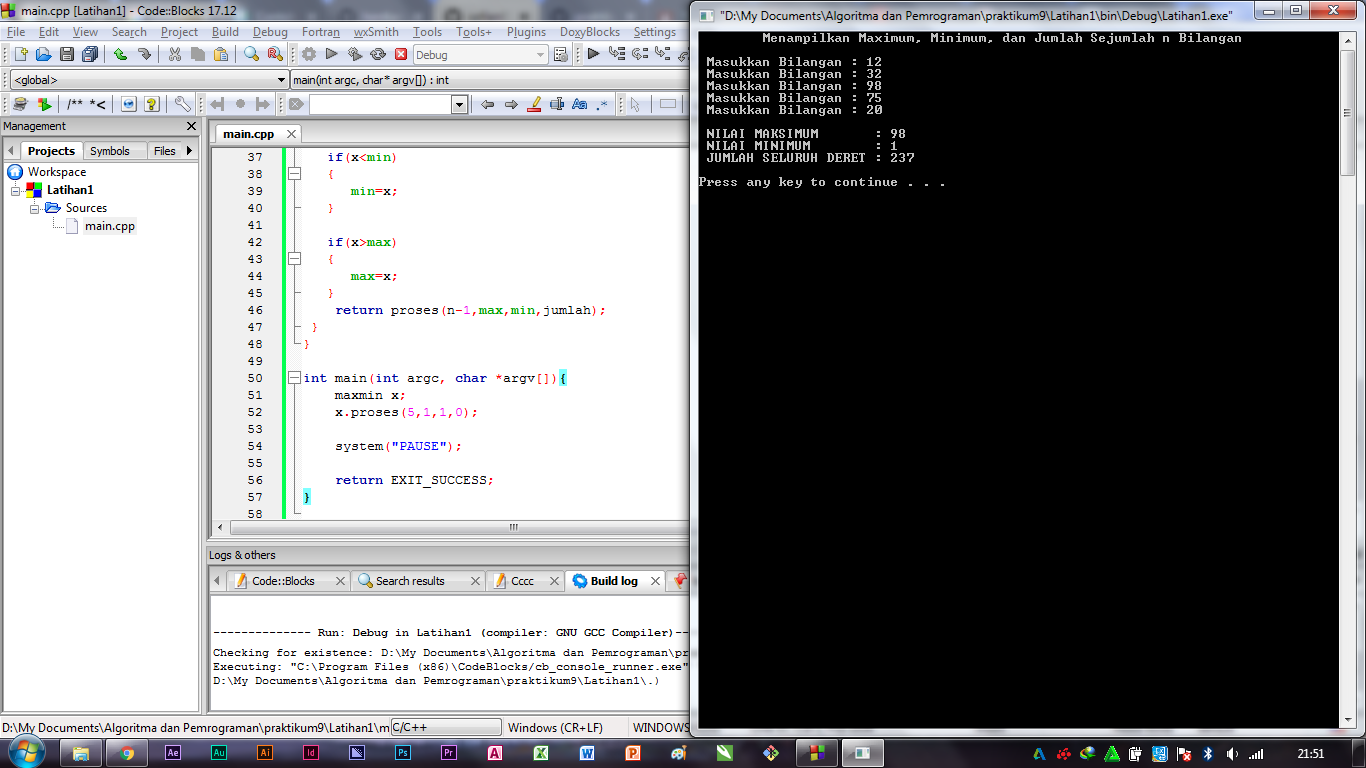 main.cpp [Latihan1] - Code::Blocks 17.12
File Edit View Search Project Build Debug Fortran wxSmith Tools Tools+ Plugins DoxyBlocks Settings
Debug
<global>
main(int argc, char* argv[]) : int
/** *<
Aa .*
Management
Projects Symbols Files
Workspace
Latihan1
Sources
main.cpp
main.cpp
37 if(x<min)
38 {
39 min=x;
40 }
41
42 if(x>max)
43 {
44 max=x;
45 }
46 return proses(n-1,max,min,jumlah);
47 }
48 }
49
50 int main(int argc, char *argv[]){
51 maxmin x;
52 x.proses(5,1,1,0);
53
54 system("PAUSE");
55
56 return EXIT_SUCCESS;
57 }
58
Logs & others
Code::Blocks Search results Cccc Build log
-------------- Run: Debug in Latihan1 (compiler: GNU GCC Compiler)--
Checking for existence: D:\My Documents\Algoritma dan Pemrograman\pr
Executing: "C:\Program Files (x86)\CodeBlocks/cb_console_runner.exe"
D:\My Documents\Algoritma dan Pemrograman\praktikum9\Latihan1\.)
D:\My Documents\Algoritma dan Pemrograman\praktikum9\Latihan1\m C/C++ Windows (CR+LF) WINDOWS
"D:\My Documents\Algoritma dan Pemrograman\praktikum9\Latihan1\bin\Debug\Latihan1.exe"
Menampilkan Maximum, Minimum, dan Jumlah Sejumlah n Bilangan
Masukkan Bilangan : 12
Masukkan Bilangan : 32
Masukkan Bilangan : 98
Masukkan Bilangan : 75
Masukkan Bilangan : 20
NILAI MAKSIMUM : 98
NILAI MINIMUM : 1
JUMLAH SELURUH DERET : 237
Press any key to continue . . .
Ae Au Ai Id Ps Pr A X W P
21:51